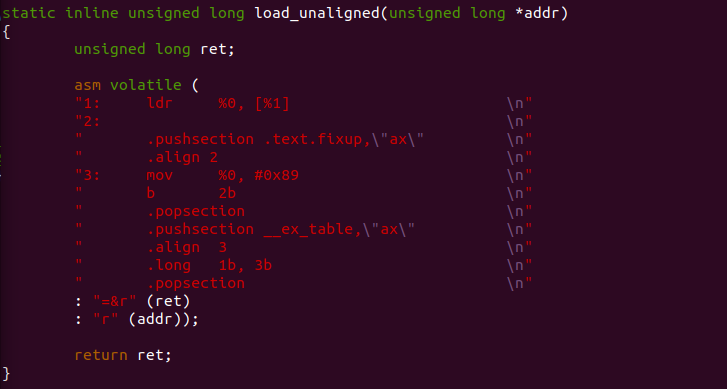 static inline unsigned long load_unaligned(unsigned long *addr)
{
        unsigned long ret;

        asm volatile (
        "1:     ldr     %0, [%1]                        \n"
        "2:                                             \n"
        "       .pushsection .text.fixup,\"ax\"         \n"
        "       .align 2                                \n"
        "3:     mov     %0, #0x89                       \n"
        "       b       2b                              \n"
        "       .popsection                             \n"
        "       .pushsection __ex_table,\"ax\"          \n"
        "       .align  3                               \n"
        "       .long   1b, 3b                          \n"
        "       .popsection                             \n"
        : "=&r" (ret)
        : "r" (addr));

        return ret;
}